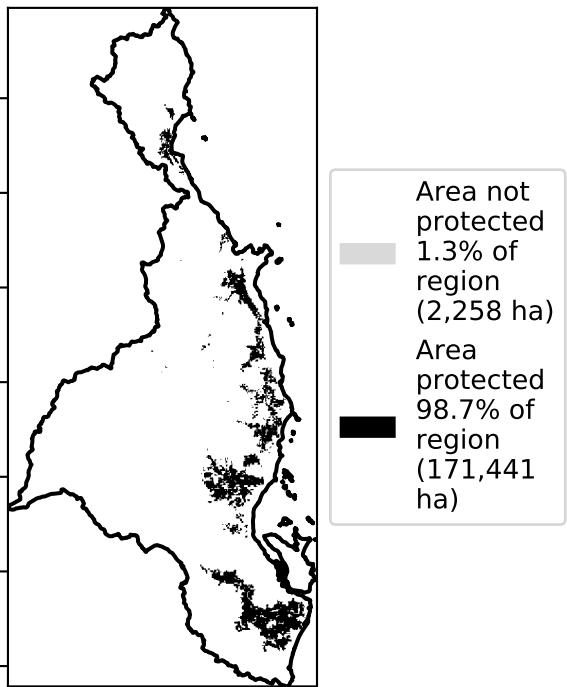 Area not
protected
1.3% of
region
(2,258 ha)
Area
protected
98.7% of
region
(171,441
ha)